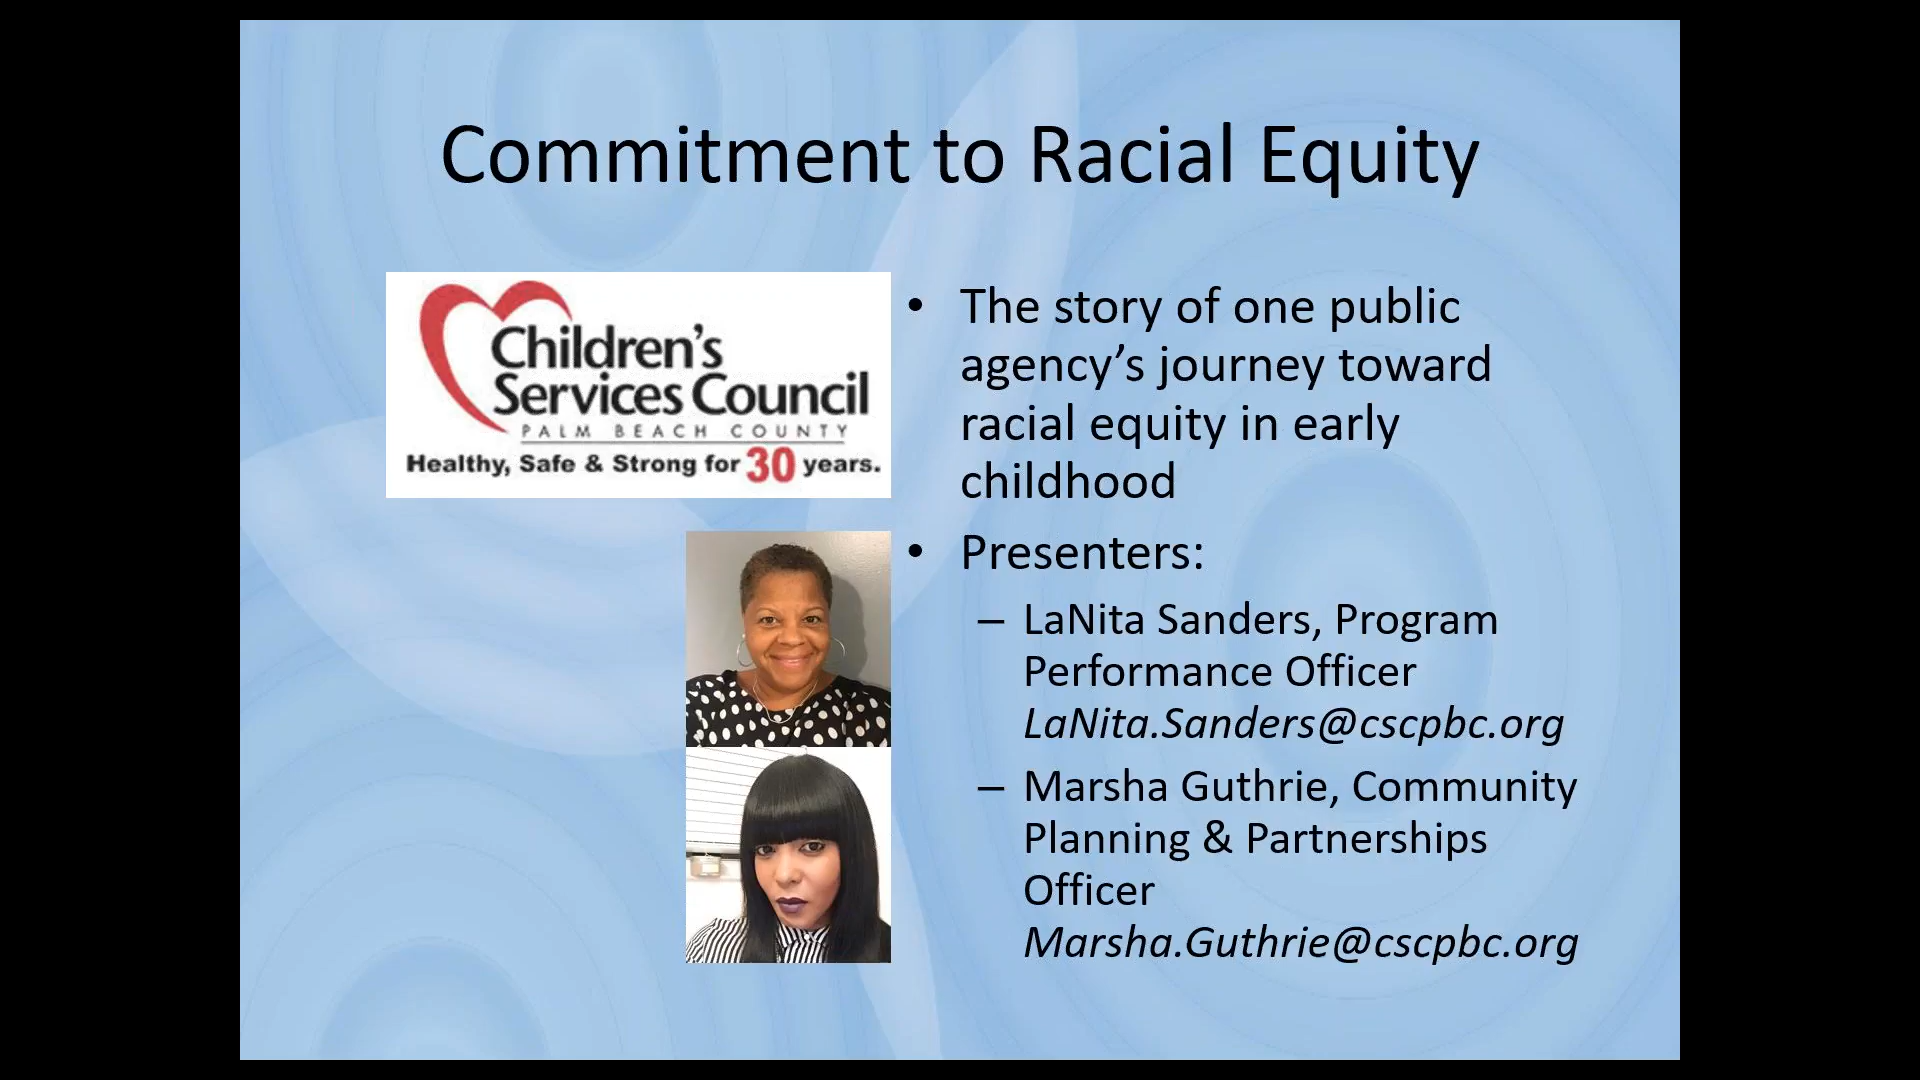 Commitment to Racial Equity
Children's
Services Council
PALM BEACH COUNTY
Healthy, Safe & Strong for 30 years.
• The story of one public
agency's journey toward
racial equity in early
childhood
• Presenters:
– LaNita Sanders, Program
Performance Officer
LaNita.Sanders@cscpbc.org
– Marsha Guthrie, Community
Planning & Partnerships
Officer
Marsha.Guthrie@cscpbc.org